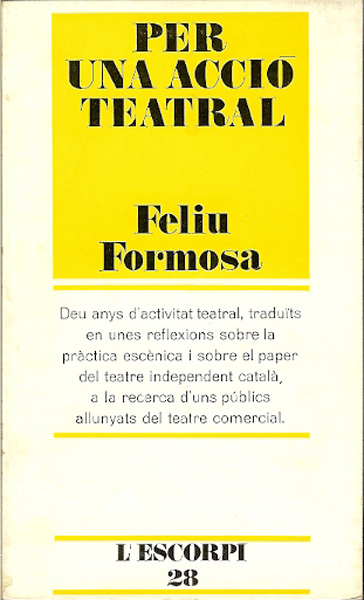 PER
UNA ACCIÓ
TEATRAL
Feliu
Formosa
Deu anys d'activitat teatral, traduïts
en unes reflexions sobre la
pràctica escènica i sobre el paper
del teatre independent català,
a la recerca d'uns públics
allunyats del teatre comercial.
L'ESCORPI
28